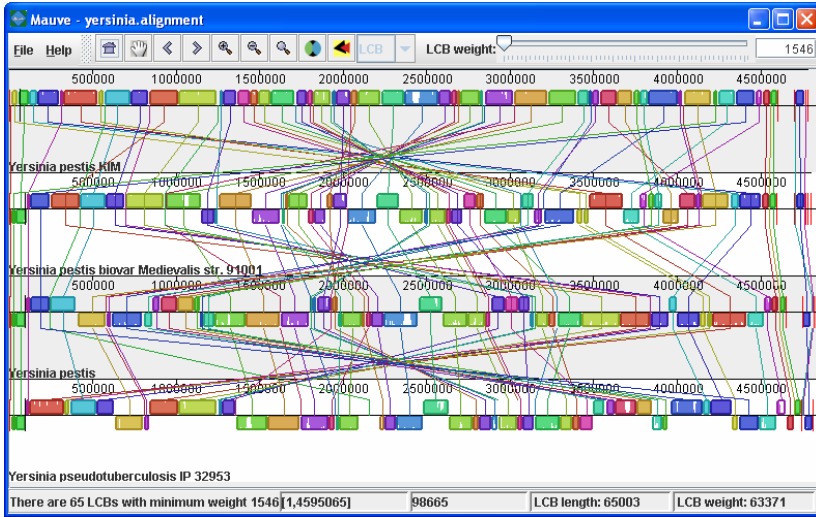 Mauve - yersinia.alignment
File Help LCB LCB weight: 1546
500000 1000000 1500000 2000000 2500000 3000000 3500000 4000000 4500000
Yersinia pestis KIM
500000 1000000 1500000 2000000 2500000 3000000 3500000 4000000 4500000
Yersinia pestis biovar Medievalis str. 91001
500000 1000000 1500000 2000000 2500000 3000000 3500000 4000000 4500000
Yersinia pestis
500000 1000000 1500000 2000000 2500000 3000000 3500000 4000000 4500000
Yersinia pseudotuberculosis IP 32953
There are 65 LCBs with minimum weight 1546 [1,4595065] 98665 LCB length: 65003 LCB weight: 63371